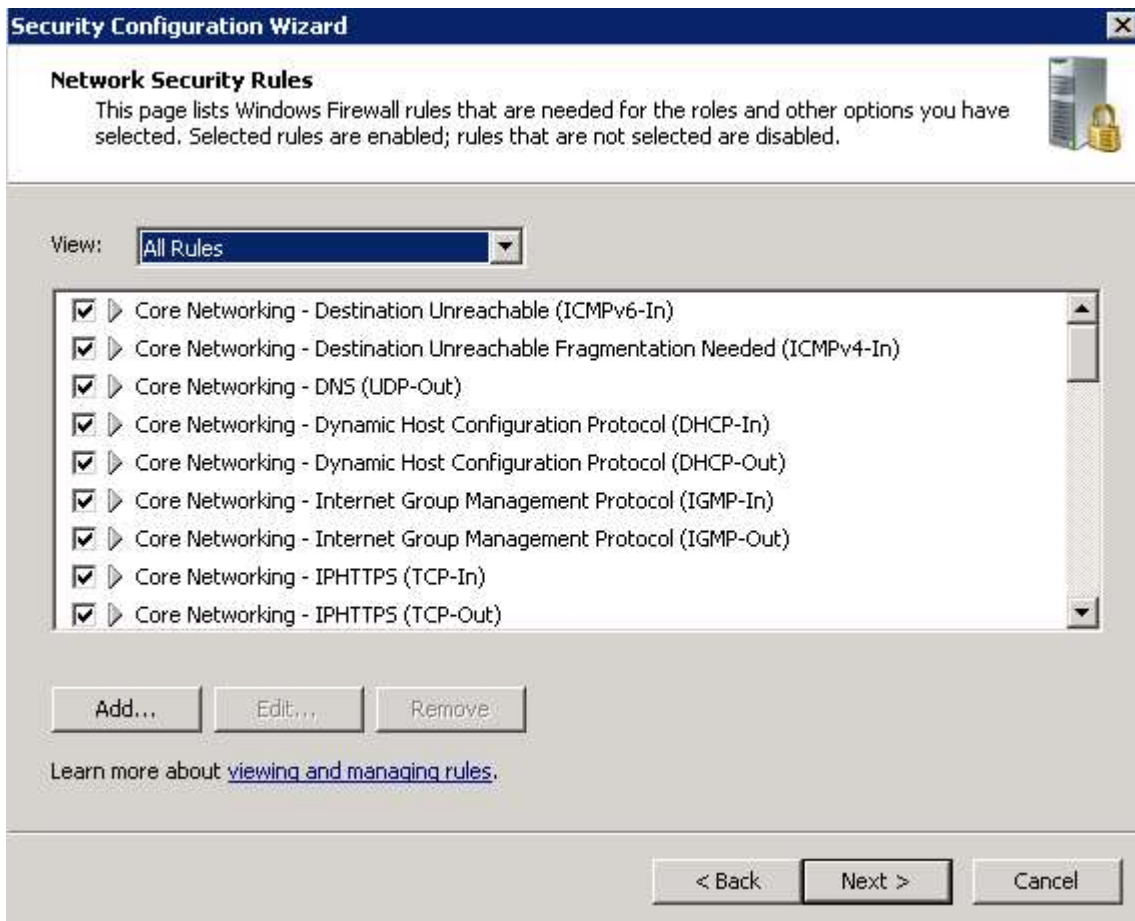 Security Configuration Wizard
Network Security Rules
This page lists Windows Firewall rules that are needed for the roles and other options you have
selected. Selected rules are enabled; rules that are not selected are disabled.
View:
All Rules
Core Networking - Destination Unreachable (ICMPv6-In)
Core Networking - Destination Unreachable Fragmentation Needed (ICMPv4-In)
Core Networking - DNS (UDP-Out)
Core Networking - Dynamic Host Configuration Protocol (DHCP-In)
Core Networking - Dynamic Host Configuration Protocol (DHCP-Out)
Core Networking - Internet Group Management Protocol (IGMP-In)
Core Networking - Internet Group Management Protocol (IGMP-Out)
Core Networking - IPHTTPS (TCP-In)
Core Networking - IPHTTPS (TCP-Out)
Add...
Edit...
Remove
Learn more about viewing and managing rules.
< Back
Next >
Cancel